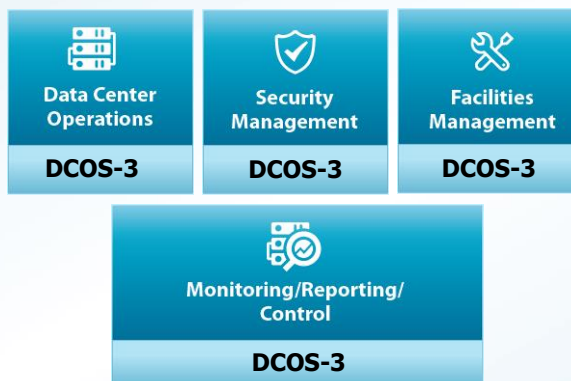 Data Center
Operations
DCOS-3
Security
Management
DCOS-3
Facilities
Management
DCOS-3
Monitoring/Reporting/
Control
DCOS-3